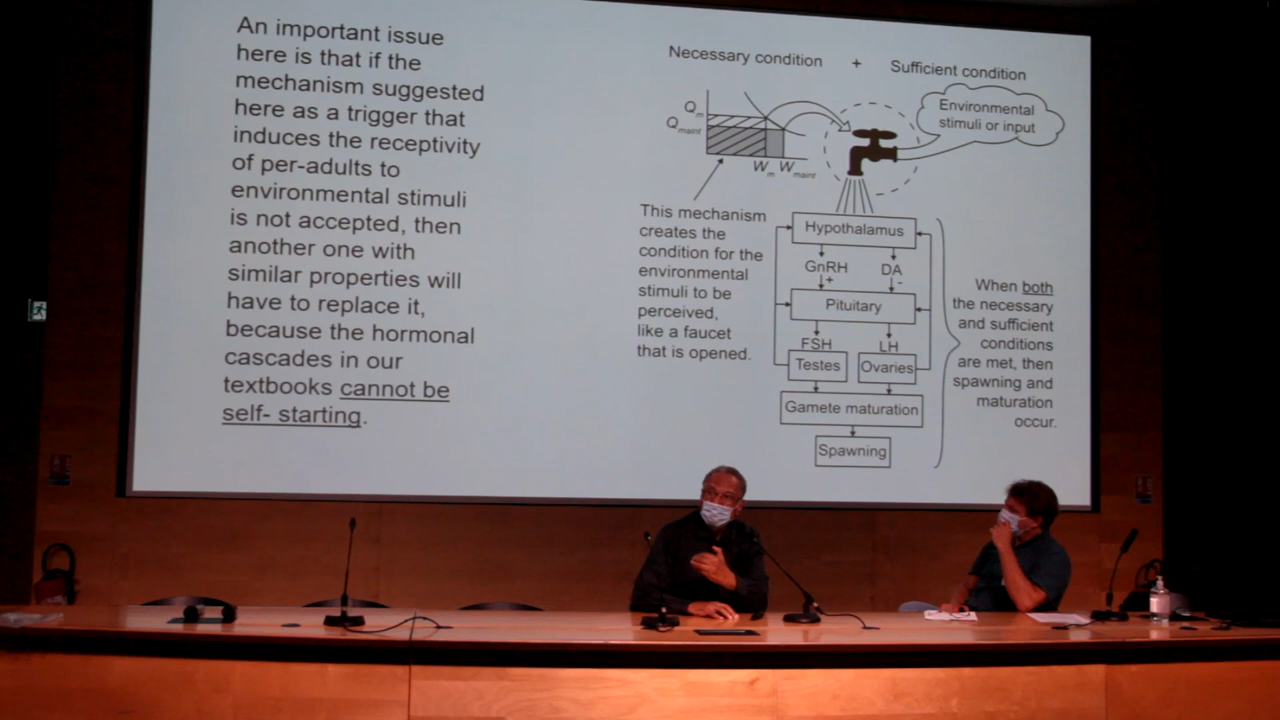 An important issue
here is that if the
mechanism suggested
here as a trigger that
induces the receptivity
of per-adults to
environmental stimuli
is not accepted, then
another one with
similar properties will
have to replace it,
because the hormonal
cascades in our
textbooks cannot be
self- starting.
Necessary condition + Sufficient condition
Environmental
stimuli or input
Qm
Qmaint
Wm Wmaint
This mechanism
creates the
condition for the
environmental
stimuli to be
perceived,
like a faucet
that is opened.
Hypothalamus
GnRH DA
+ -
Pituitary
FSH LH
Testes Ovaries
Gamete maturation
Spawning
When both
the necessary
and sufficient
conditions
are met, then
spawning and
maturation
occur.